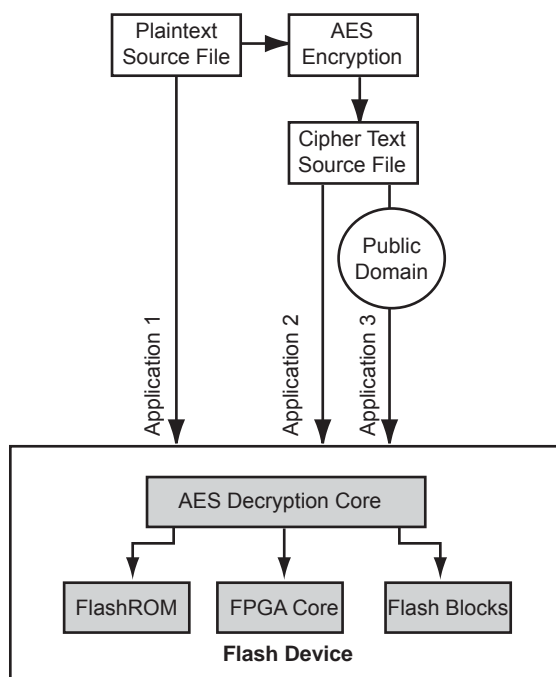 Plaintext
Source File
AES
Encryption
Cipher Text
Source File
Public
Domain
Application 1
Application 2
Application 3
AES Decryption Core
FlashROM
FPGA Core
Flash Blocks
Flash Device